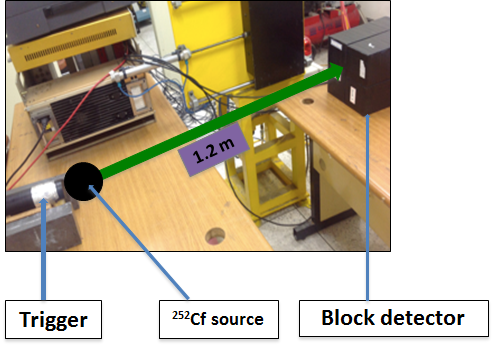 1.2 m
Trigger
²⁵²Cf source
Block detector